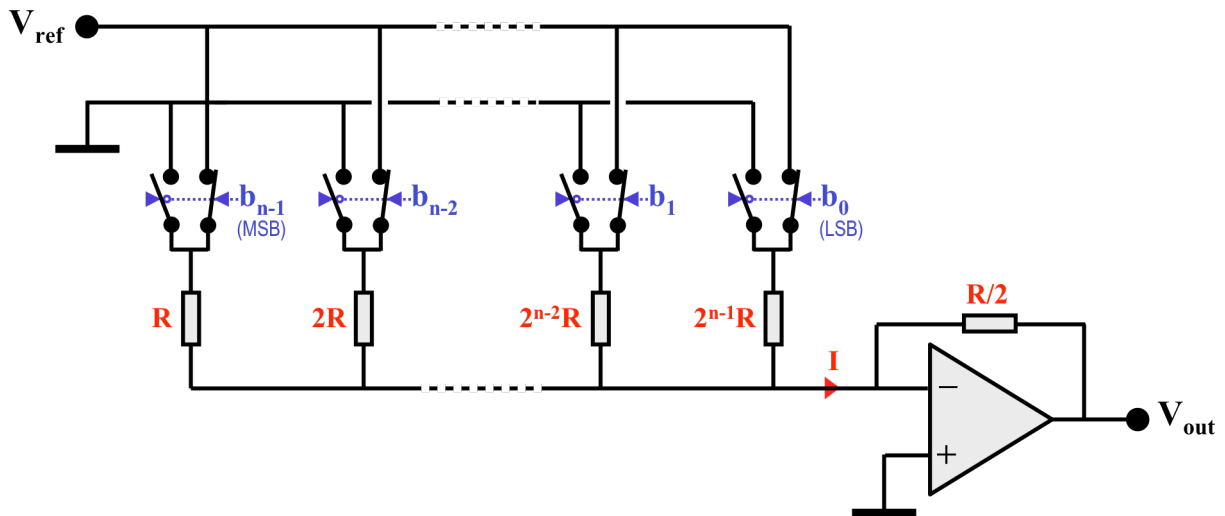 Vref
bn-1
(MSB)
bn-2
b1
b0
(LSB)
R
2R
2n-2R
2n-1R
R/2
I
−
+
Vout